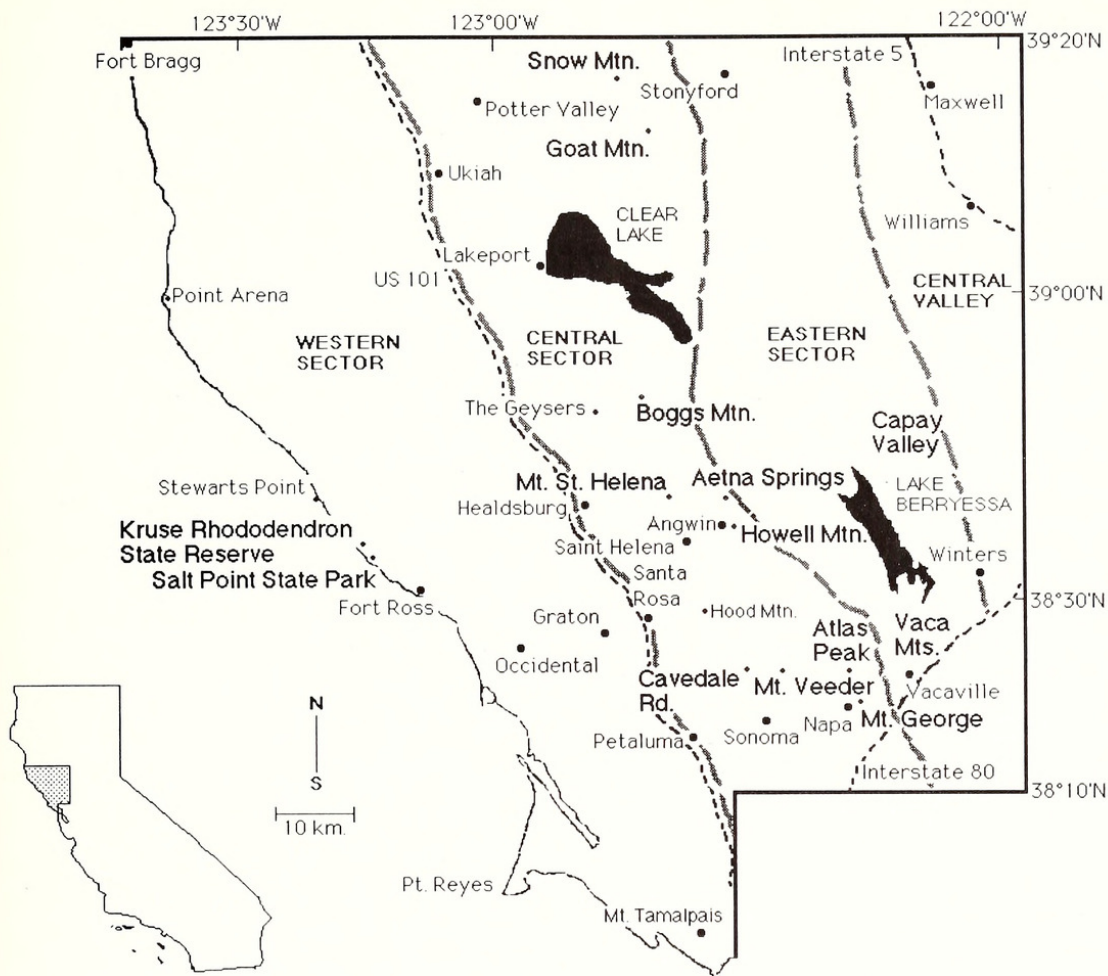 123°30'W
123°00'W
122°00'W
39°20'N
Fort Bragg
Snow Mtn.
Interstate 5
Stonyford
Maxwell
Potter Valley
Goat Mtn.
Ukiah
CLEAR
LAKE
Williams
Lakeport
US 101
CENTRAL
VALLEY
39°00'N
Point Arena
WESTERN
SECTOR
CENTRAL
SECTOR
EASTERN
SECTOR
The Geysers
Boggs Mtn.
Capay
Valley
Stewarts Point
Mt. St. Helena
Aetna Springs
LAKE
BERRYESSA
Healdsburg
Angwin
Howell Mtn.
Kruse Rhododendron
State Reserve
Saint Helena
Winters
Salt Point State Park
Santa
Rosa
38°30'N
Fort Ross
Hood Mtn.
Graton
Atlas
Peak
Vaca
Mts.
Occidental
Cavedale
Rd.
Mt. Veeder
Vacaville
Napa
Mt. George
N
S
Petaluma
Sonoma
Interstate 80
38°10'N
10 km.
Pt. Reyes
Mt. Tamalpais